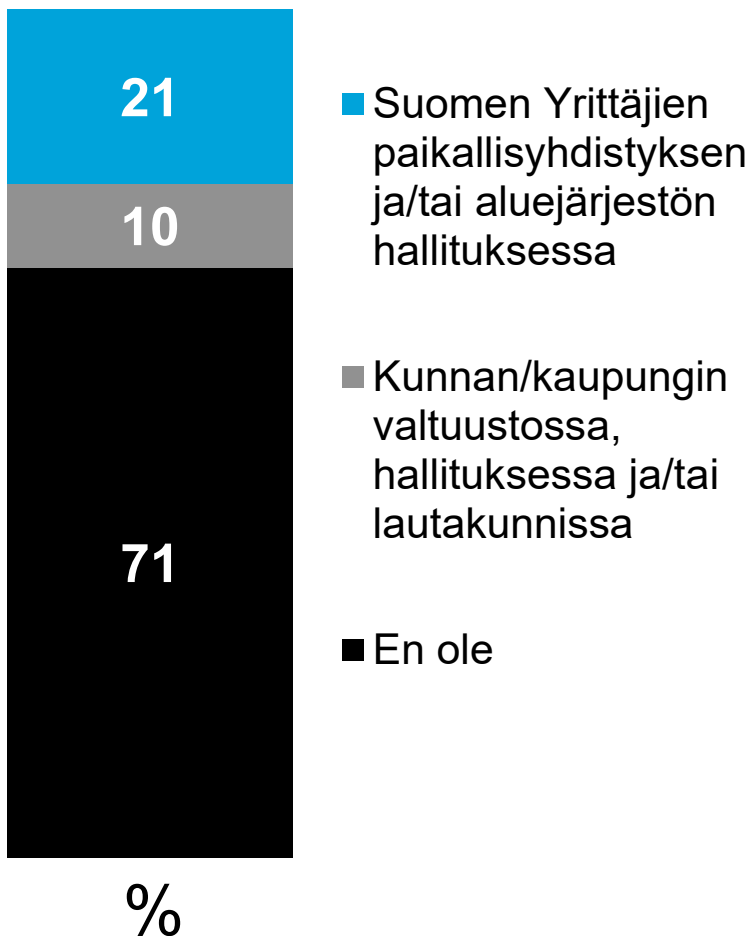 21
10
71
%
Suomen Yrittäjien
paikallisyhdistyksen
ja/tai aluejärjestön
hallituksessa
Kunnan/kaupungin
valtuustossa,
hallituksessa ja/tai
lautakunnissa
En ole